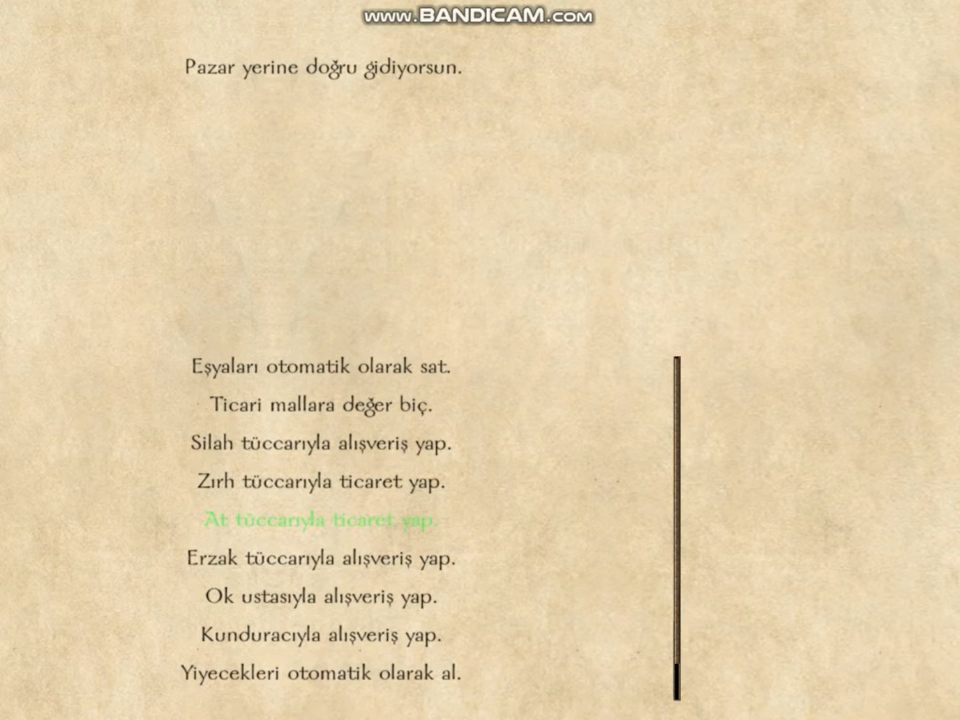 www.BANDICAM.com
Pazar yerine doğru gidiyorsun.
Eşyaları otomatik olarak sat.
Ticari mallara değer biç.
Silah tüccarıyla alışveriş yap.
Zırh tüccarıyla ticaret yap.
At tüccarıyla ticaret yap.
Erzak tüccarıyla alışveriş yap.
Ok ustasıyla alışveriş yap.
Kunduracıyla alışveriş yap.
Yiyecekleri otomatik olarak al.